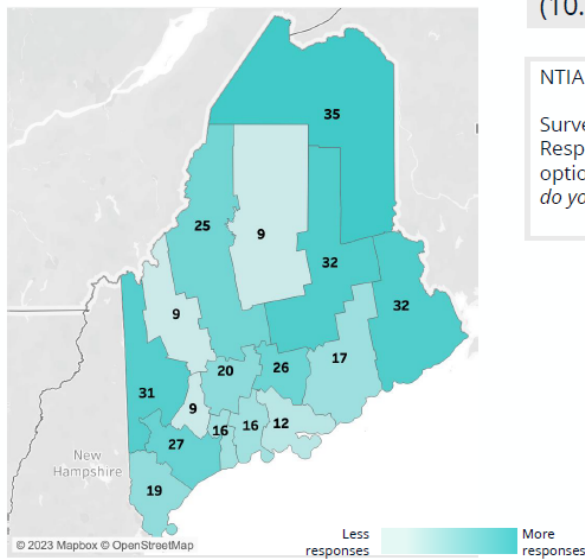 (10.
NTIA
Surve
Resp
optio
do yo
35
25
9
32
32
9
17
26
20
31
9
12
16
16
27
New
Hampshire
19
© 2023 Mapbox © OpenStreetMap
Less
responses
More
responses